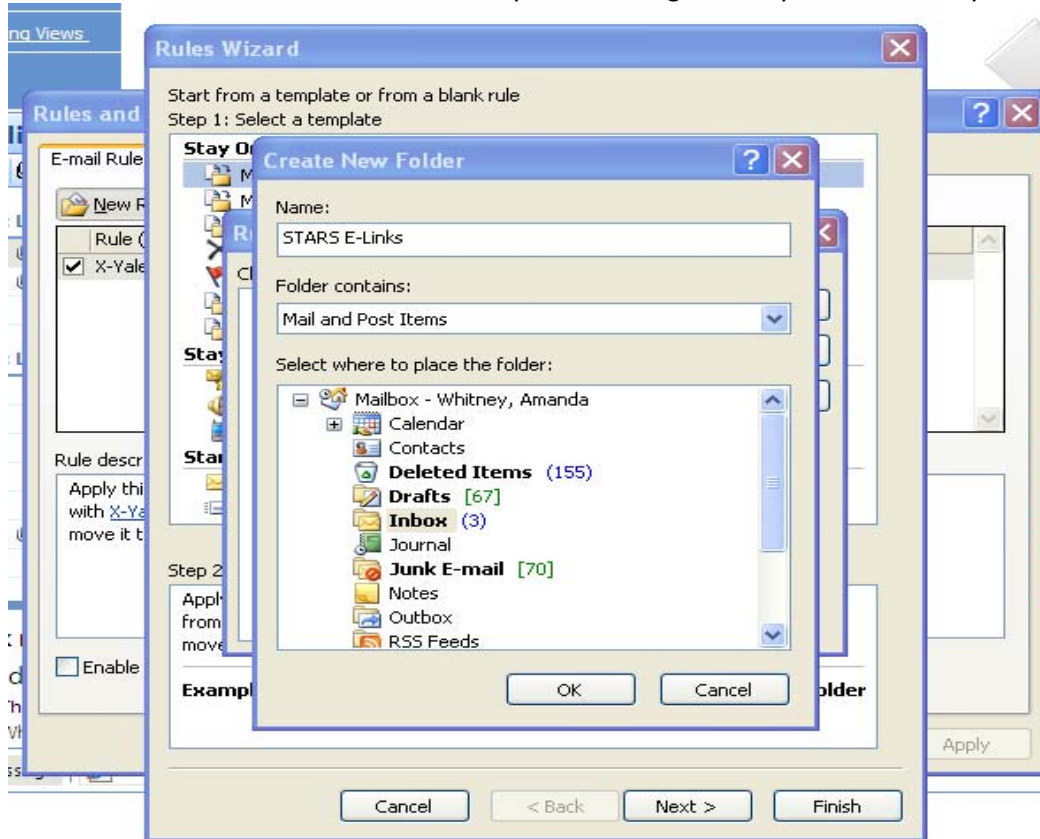 ng Views
Rules Wizard
Start from a template or from a blank rule
Step 1: Select a template
Rules and
E-mail Rule
New R
Rule (
X-Yale
Rule descr
Apply thi
with X-Ya
move it t
Enable
Stay Or
Create New Folder
Name:
STARS E-Links
Folder contains:
Mail and Post Items
Select where to place the folder:
Mailbox - Whitney, Amanda
Calendar
Contacts
Deleted Items (155)
Drafts [67]
Inbox (3)
Journal
Junk E-mail [70]
Notes
Outbox
RSS Feeds
OK Cancel
Stay
Star
Step 2
Apply
from
move
Exampl
older
Apply
Cancel < Back Next > Finish